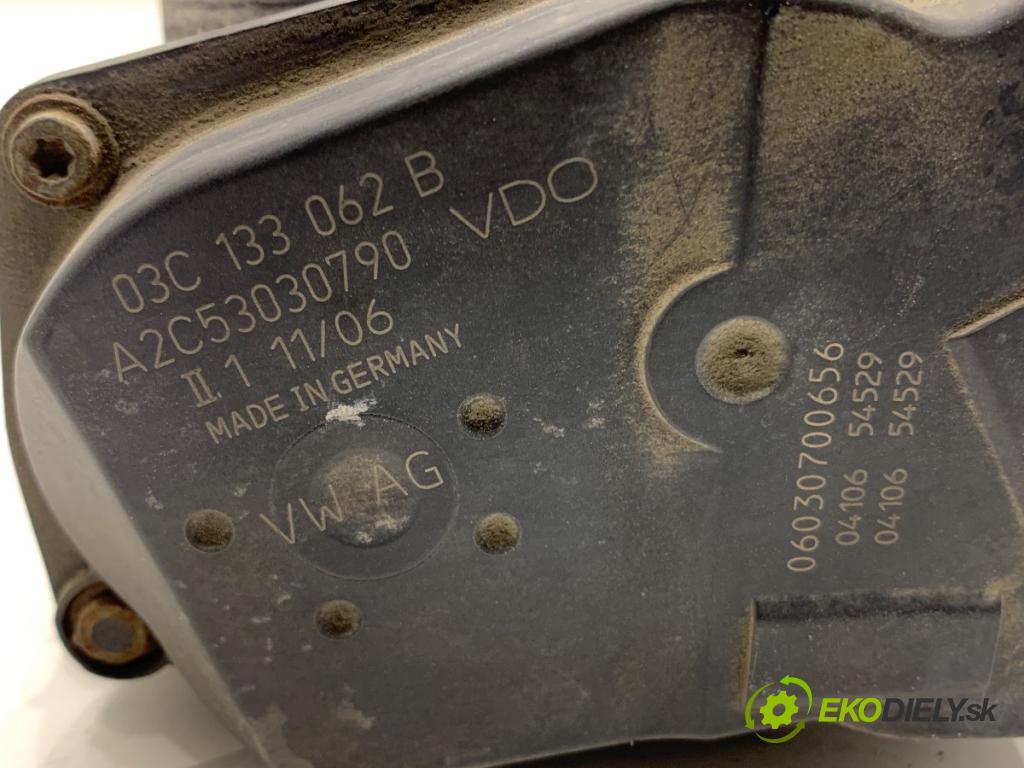 03C 133 062 B
VDO
A2C53030790
II. 1 11/06
MADE IN GERMANY
VW AG
06030700656
04106 54529
04106 54529
EKODIELY.sk